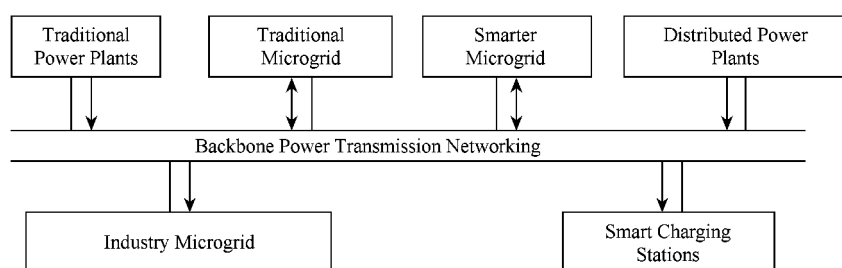 Traditional
Power Plants
Traditional
Microgrid
Smarter
Microgrid
Distributed Power
Plants
Backbone Power Transmission Networking
Industry Microgrid
Smart Charging
Stations